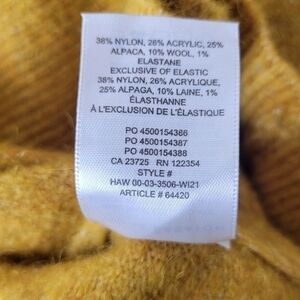 38% NYLON, 26% ACRYLIC, 25%
ALPACA, 10% WOOL, 1%
ELASTANE
EXCLUSIVE OF ELASTIC
38% NYLON, 26% ACRYLIQUE,
25% ALPAGA, 10% LAINE, 1%
ÉLASTHANNE
À L'EXCLUSION DE L'ÉLASTIQUE
PO 4500154386
PO 4500154387
PO 4500154388
CA 23725 RN 122354
STYLE #
HAW 00-03-3506-WI21
ARTICLE # 64420